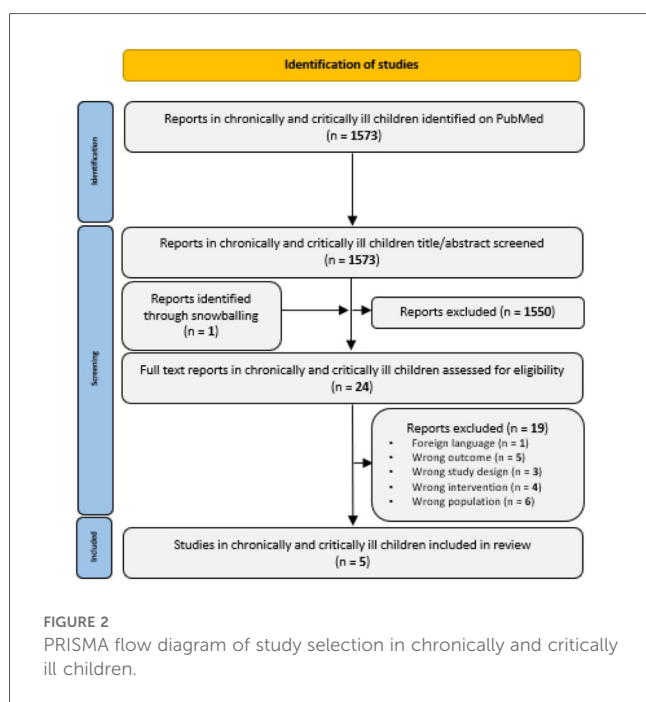 Identification of studies
Identification
Reports in chronically and critically ill children identified on PubMed
(n = 1573)
Screening
Reports in chronically and critically ill children title/abstract screened
(n = 1573)
Reports identified
through snowballing
(n = 1)
Reports excluded (n = 1550)
Full text reports in chronically and critically ill children assessed for eligibility
(n = 24)
Reports excluded (n = 19)
• Foreign language (n = 1)
• Wrong outcome (n = 5)
• Wrong study design (n = 3)
• Wrong intervention (n = 4)
• Wrong population (n = 6)
Included
Studies in chronically and critically ill children included in review
(n = 5)
FIGURE 2
PRISMA flow diagram of study selection in chronically and critically
ill children.